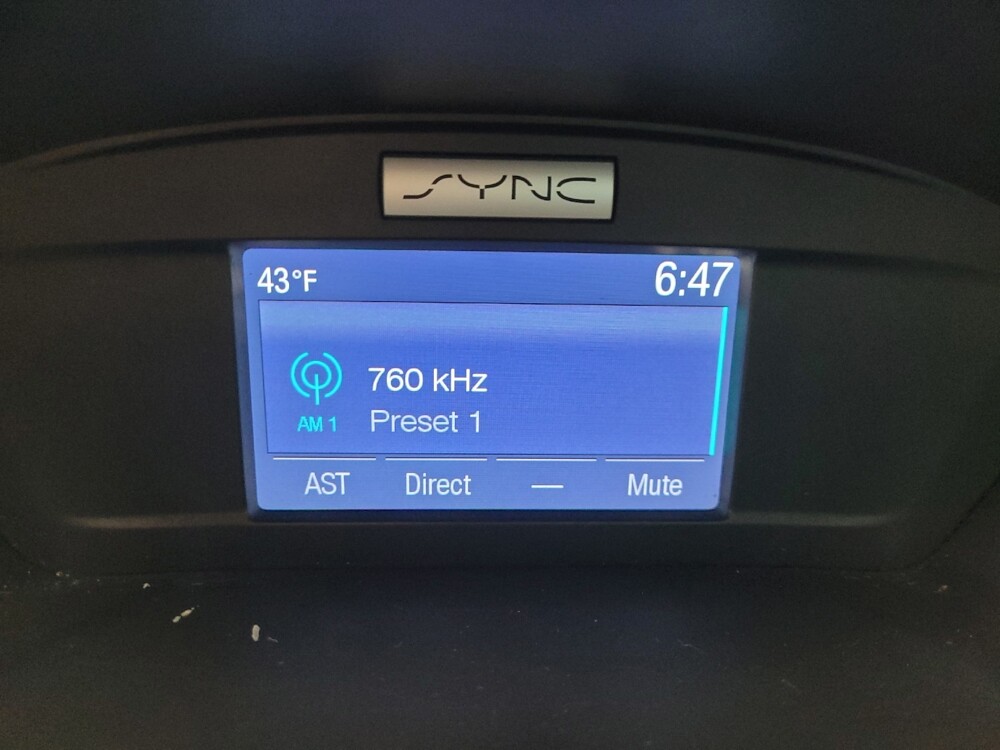 SYNC
43°F 6:47
760 kHz
AM 1 Preset 1
AST Direct — Mute